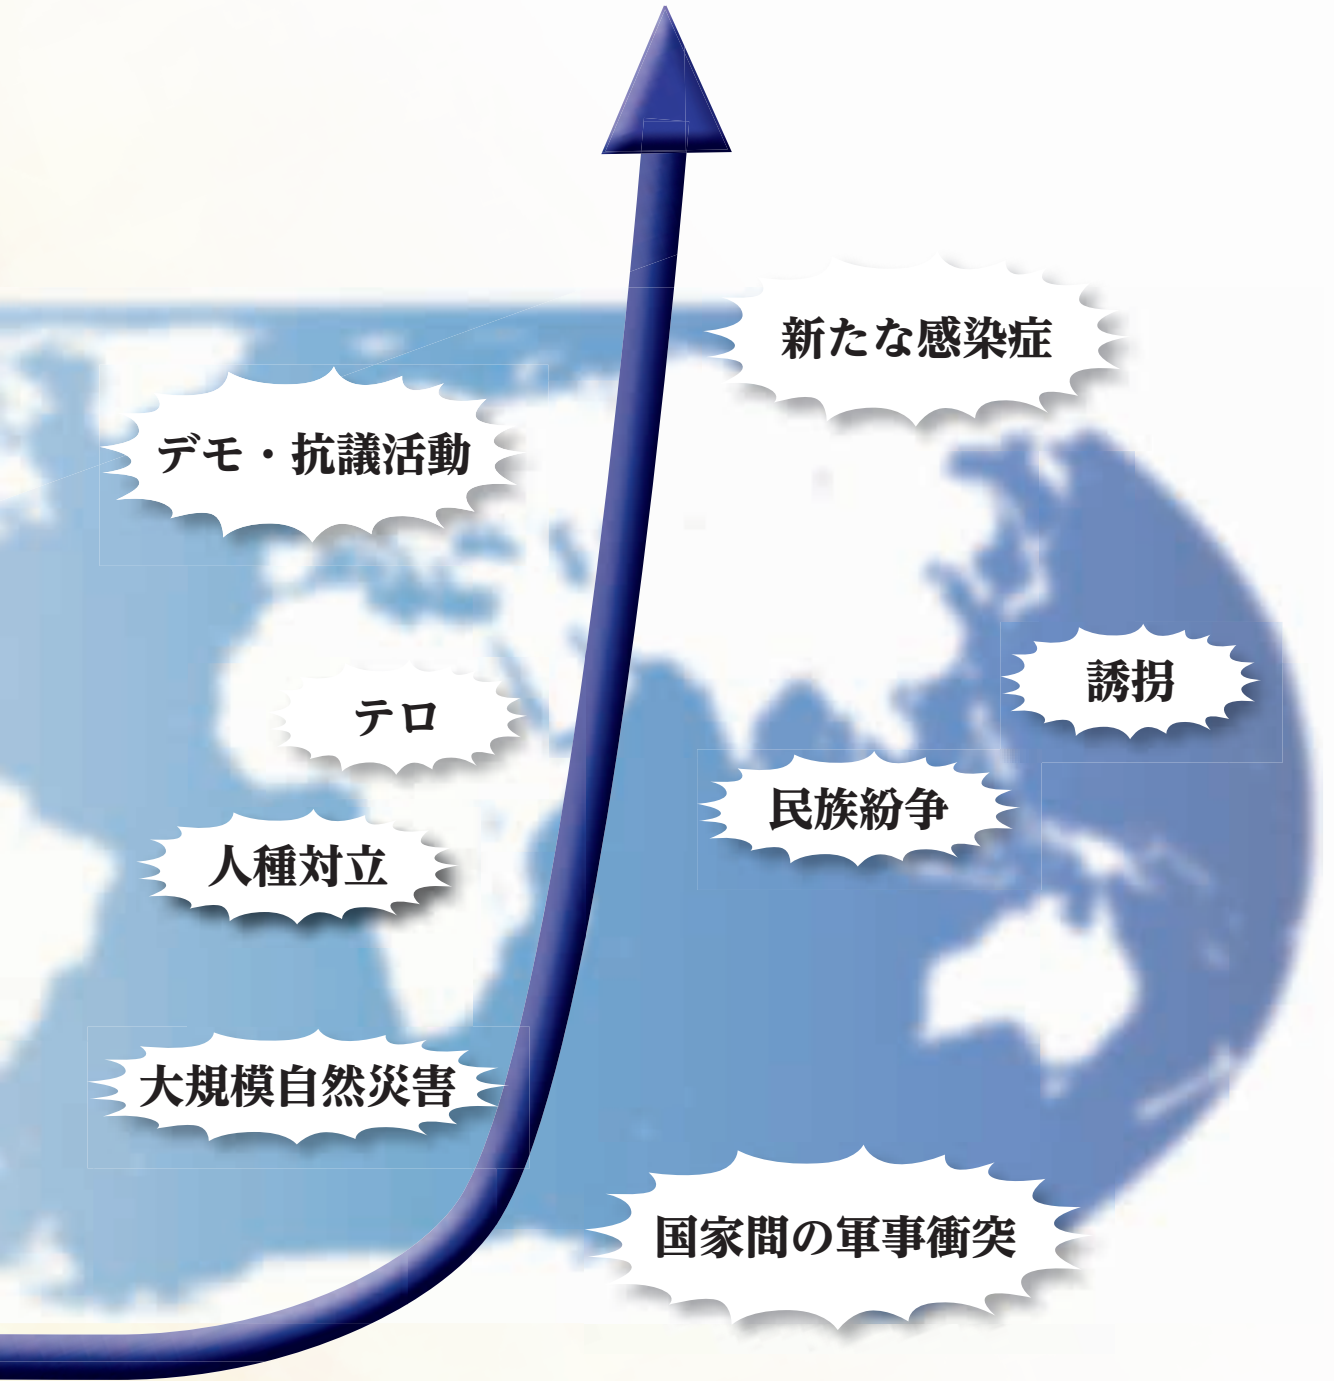 新たな感染症
デモ・抗議活動
誘拐
テロ
民族紛争
人種対立
大規模自然災害
国家間の軍事衝突